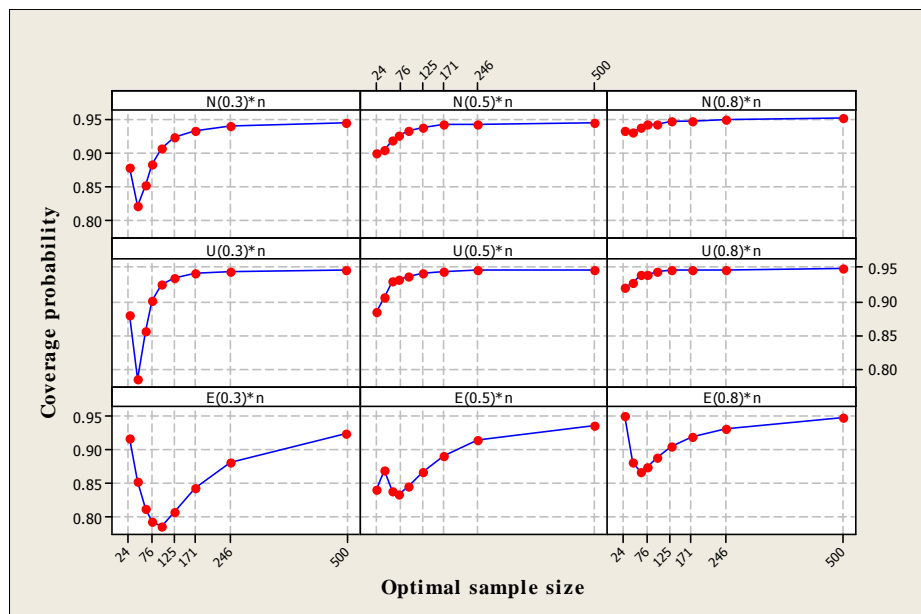 24 76 125 171 246 500
N(0.3)*n N(0.5)*n N(0.8)*n
0.95
0.90
0.85
0.80
U(0.3)*n U(0.5)*n U(0.8)*n
0.95
0.90
0.85
0.80
E(0.3)*n E(0.5)*n E(0.8)*n
0.95
0.90
0.85
0.80
24 76 125 171 246 500 24 76 125 171 246 500
Coverage probability
Optimal sample size